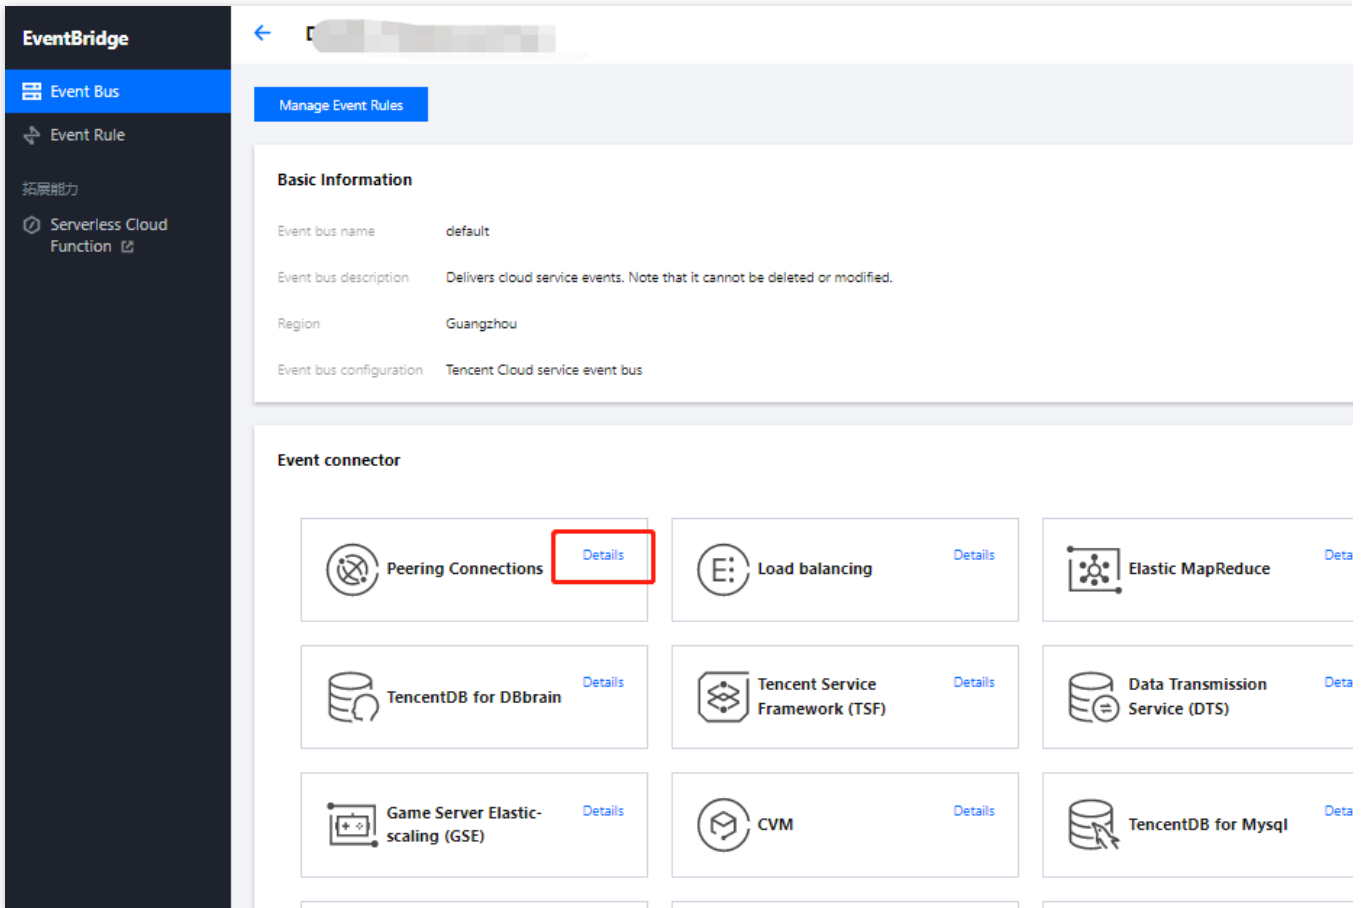 EventBridge
Event Bus
Event Rule
拓展能力
Serverless Cloud
Function
Manage Event Rules
Basic Information
Event bus name default
Event bus description Delivers cloud service events. Note that it cannot be deleted or modified.
Region Guangzhou
Event bus configuration Tencent Cloud service event bus
Event connector
Peering Connections Details
Load balancing Details
Elastic MapReduce Deta
TencentDB for DBbrain Details
Tencent Service Details
Framework (TSF)
Data Transmission Deta
Service (DTS)
Game Server Elastic- Details
scaling (GSE)
CVM Details
TencentDB for Mysql Deta